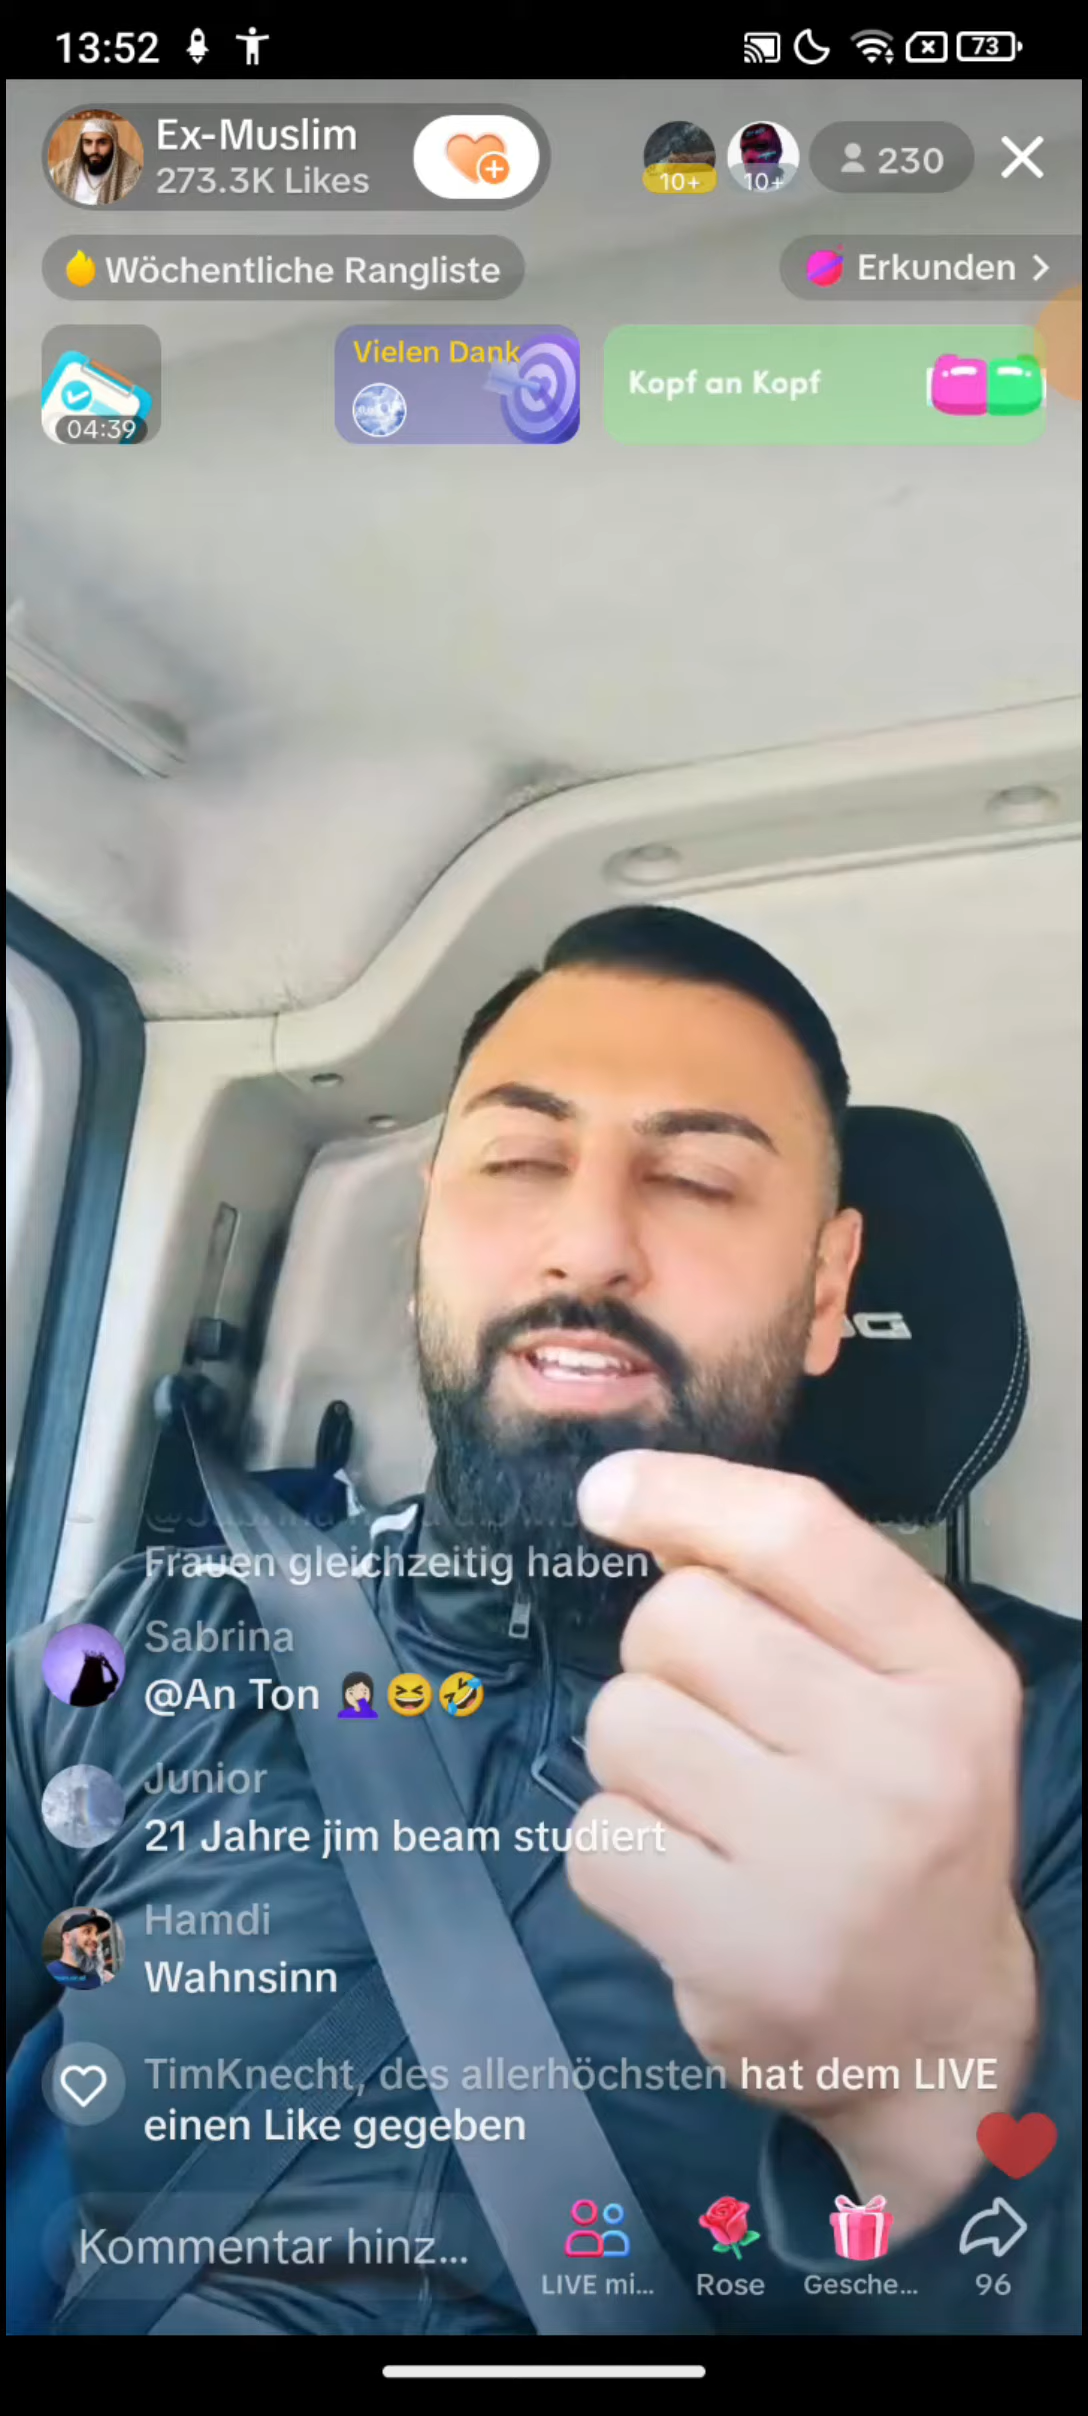 13:52
73
Ex-Muslim
273.3K Likes
10+
10+
230
Wöchentliche Rangliste
Erkunden
04:39
Vielen Dank
Kopf an Kopf
Frauen gleichzeitig haben
Sabrina
@An Ton 🤦🏻‍♀️😆🤣
Junior
21 Jahre jim beam studiert
Hamdi
Wahnsinn
TimKnecht, des allerhöchsten hat dem LIVE
einen Like gegeben
Kommentar hinz...
LIVE mi...
Rose
Gesche...
96